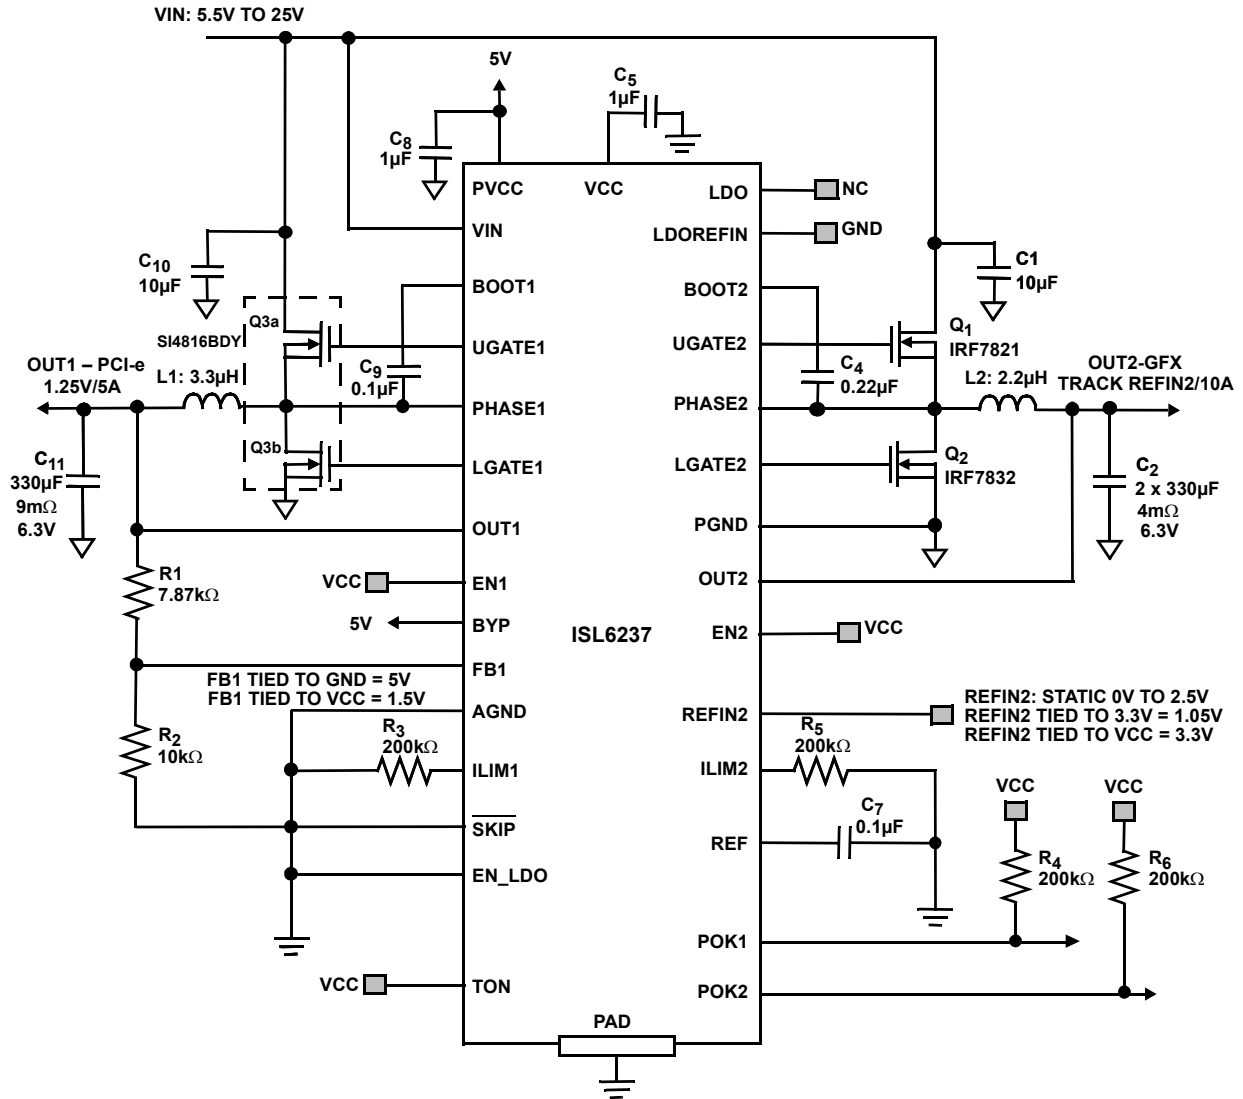 VIN: 5.5V TO 25V
5V
C5
1µF
C8
1µF
PVCC
VCC
LDO
NC
VIN
LDOREFIN
GND
C10
10µF
BOOT1
BOOT2
C1
10µF
Q3a
SI4816BDY
UGATE1
UGATE2
Q1
IRF7821
OUT1 – PCI-e
1.25V/5A
L1: 3.3µH
C9
0.1µF
PHASE1
PHASE2
C4
0.22µF
L2: 2.2µH
OUT2-GFX
TRACK REFIN2/10A
Q3b
LGATE1
LGATE2
Q2
IRF7832
C11
330µF
9mΩ
6.3V
C2
2 x 330µF
4mΩ
6.3V
OUT1
PGND
R1
7.87kΩ
VCC
EN1
OUT2
5V
BYP
ISL6237
EN2
VCC
FB1
FB1 TIED TO GND = 5V
FB1 TIED TO VCC = 1.5V
AGND
REFIN2
REFIN2: STATIC 0V TO 2.5V
REFIN2 TIED TO 3.3V = 1.05V
REFIN2 TIED TO VCC = 3.3V
R2
10kΩ
R3
200kΩ
ILIM1
ILIM2
R5
200kΩ
VCC
VCC
SKIP
REF
C7
0.1µF
EN_LDO
R4
200kΩ
R6
200kΩ
POK1
VCC
TON
POK2
PAD